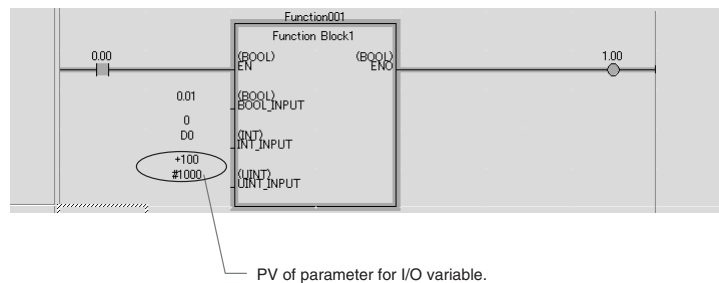 Function001
Function Block1
0.00
(BOOL)
EN
(BOOL)
ENO
1.00
0.01
(BOOL)
BOOL_INPUT
0
D0
(INT)
INT_INPUT
+100
#1000
(UINT)
UINT_INPUT
PV of parameter for I/O variable.